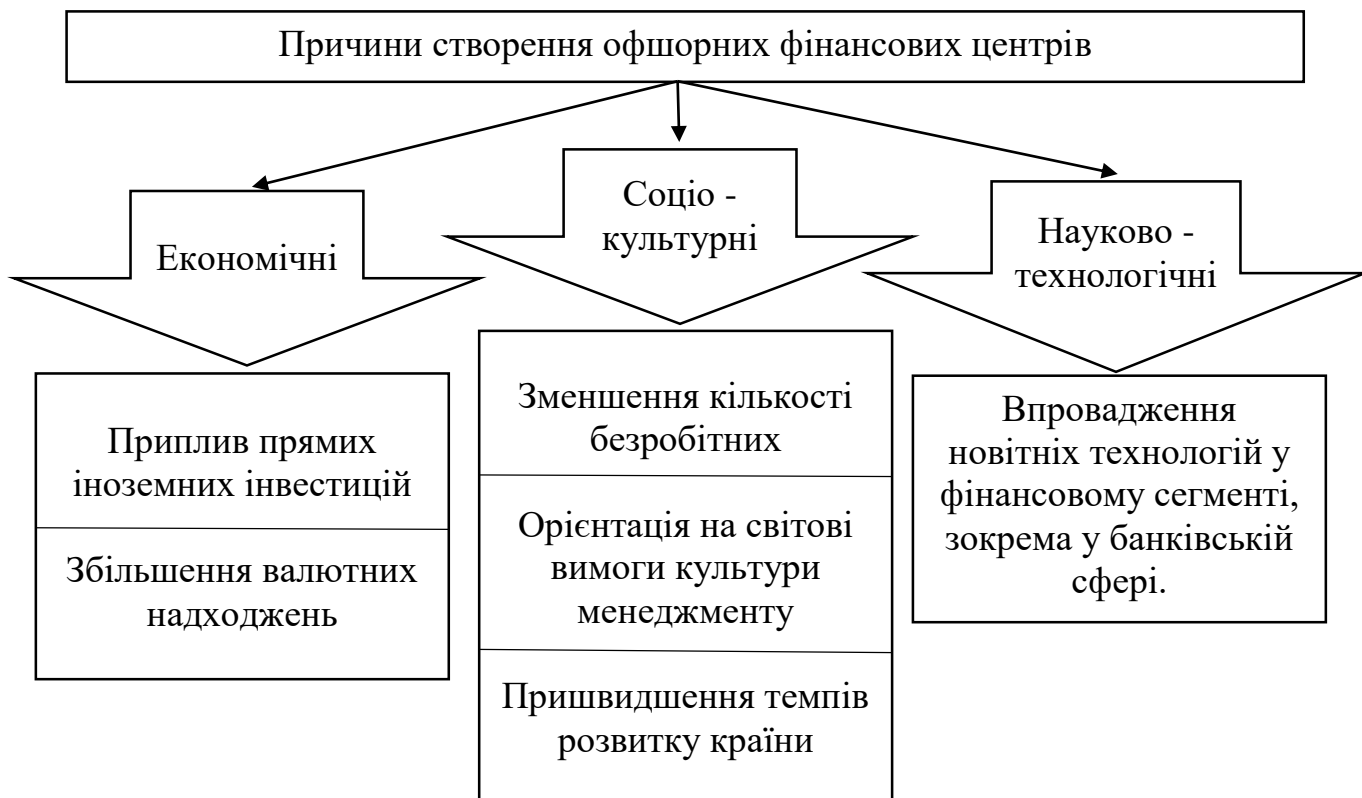 Причини створення офшорних фінансових центрів
Економічні
Соціо -
культурні
Науково -
технологічні
Приплив прямих
іноземних інвестицій
Збільшення валютних
надходжень
Зменшення кількості
безробітних
Орієнтація на світові
вимоги культури
менеджменту
Пришвидшення темпів
розвитку країни
Впровадження
новітніх технологій у
фінансовому сегменті,
зокрема у банківській
сфері.